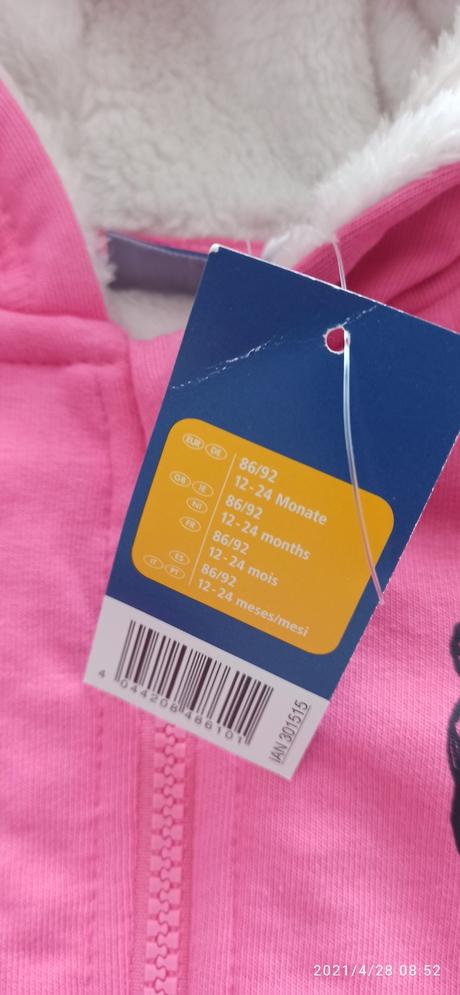 EUR DE
86/92
12-24 Monate
GB IE
NI
86/92
12-24 months
FR
86/92
12-24 mois
ES
IT PT
86/92
12-24 meses/mesi
4 044208 488101
IAN 301515
2021/4/28 08:52